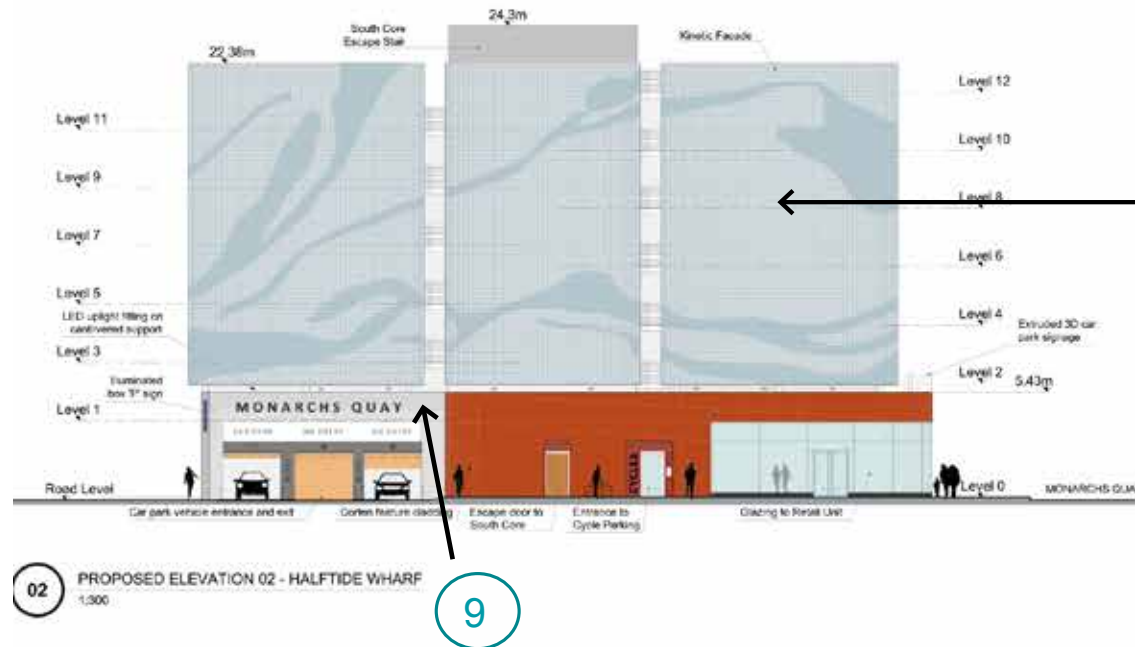 24.3m
South Core
Escape Stair
Kinetic Facade
22.38m
Level 12
Level 11
Level 10
Level 9
Level 8
Level 7
Level 6
Level 5
LED uplight fitting on
cantivered support
Level 4
Extruded 3D car
park signage
Level 3
Level 2
5.43m
Illuminated
box "P" sign
Level 1
MONARCHS QUAY
CYCLES
Road Level
Level 0
MONARCHS QUA
Car park vehicle entrance and exit
Corten feature cladding
Escape door to
South Core
Entrance to
Cycle Parking
Glazing to Retail Unit
02
PROPOSED ELEVATION 02 - HALFTIDE WHARF
1:300
9